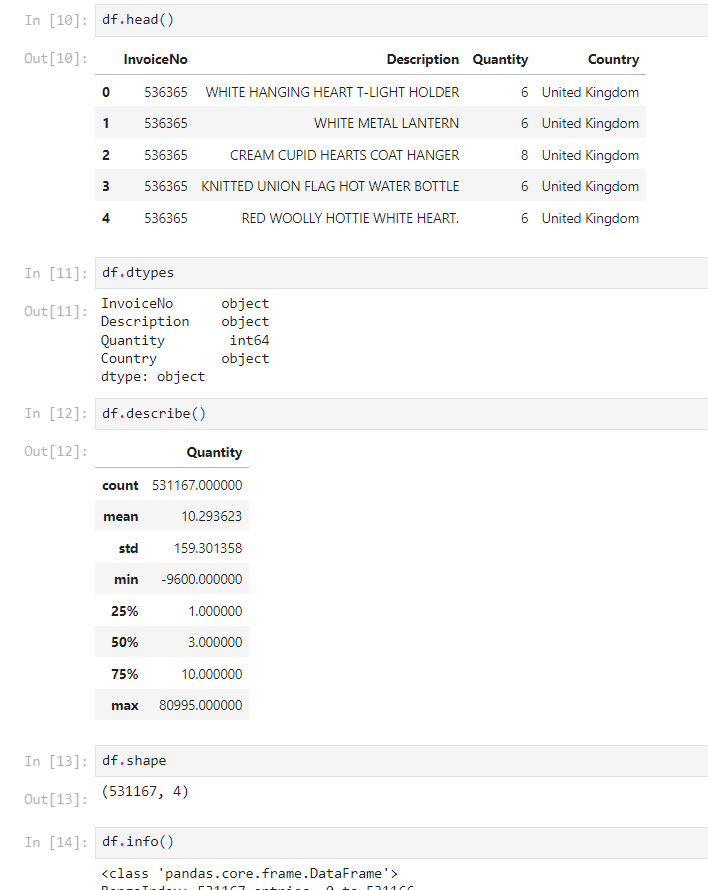 In [10]: df.head()
Out[10]:
InvoiceNo Description Quantity Country
0 536365 WHITE HANGING HEART T-LIGHT HOLDER 6 United Kingdom
1 536365 WHITE METAL LANTERN 6 United Kingdom
2 536365 CREAM CUPID HEARTS COAT HANGER 8 United Kingdom
3 536365 KNITTED UNION FLAG HOT WATER BOTTLE 6 United Kingdom
4 536365 RED WOOLLY HOTTIE WHITE HEART. 6 United Kingdom
In [11]: df.dtypes
Out[11]:
InvoiceNo object
Description object
Quantity int64
Country object
dtype: object
In [12]: df.describe()
Out[12]:
Quantity
count 531167.000000
mean 10.293623
std 159.301358
min -9600.000000
25% 1.000000
50% 3.000000
75% 10.000000
max 80995.000000
In [13]: df.shape
Out[13]: (531167, 4)
In [14]: df.info()
<class 'pandas.core.frame.DataFrame'>
RangeIndex: 531167 entries, 0 to 531166